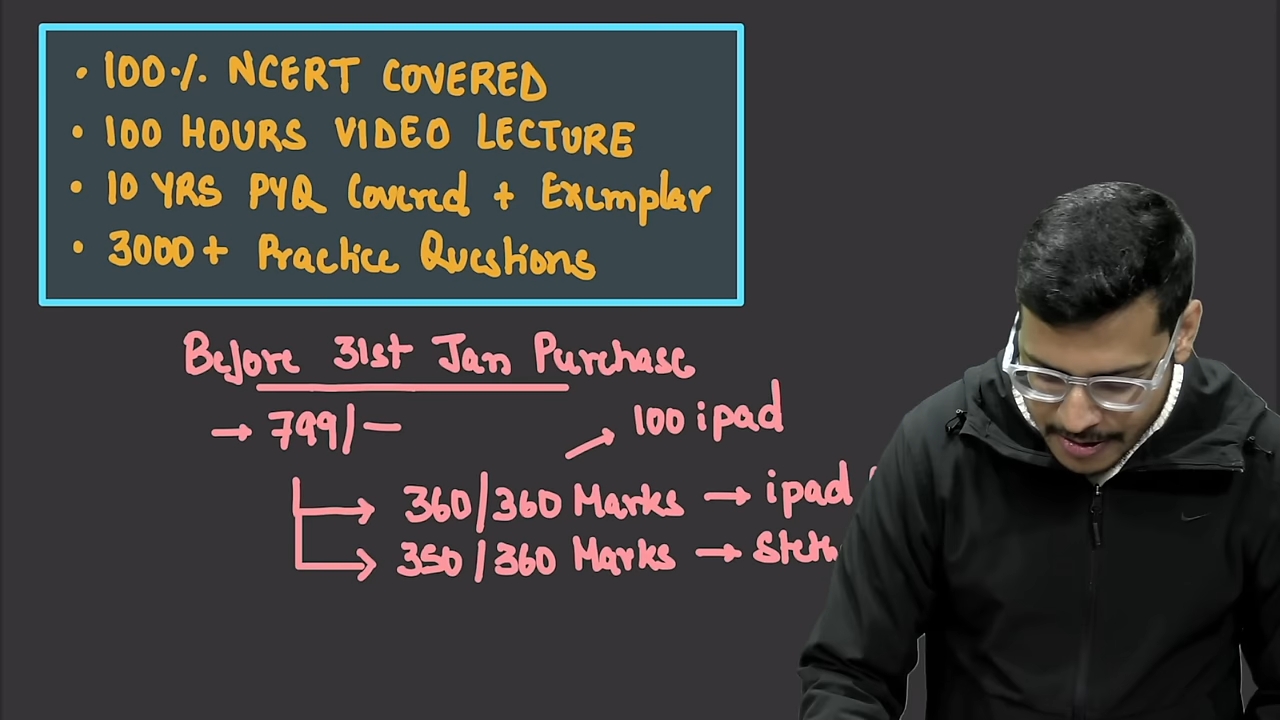 • 100% NCERT COVERED
• 100 HOURS VIDEO LECTURE
• 10 YRS PYQ Covered + Exemplar
• 3000+ Practice Questions
Before 31st Jan Purchase
→ 799/-
→ 100 ipad
→ 360/360 Marks → ipad
→ 350/360 Marks →